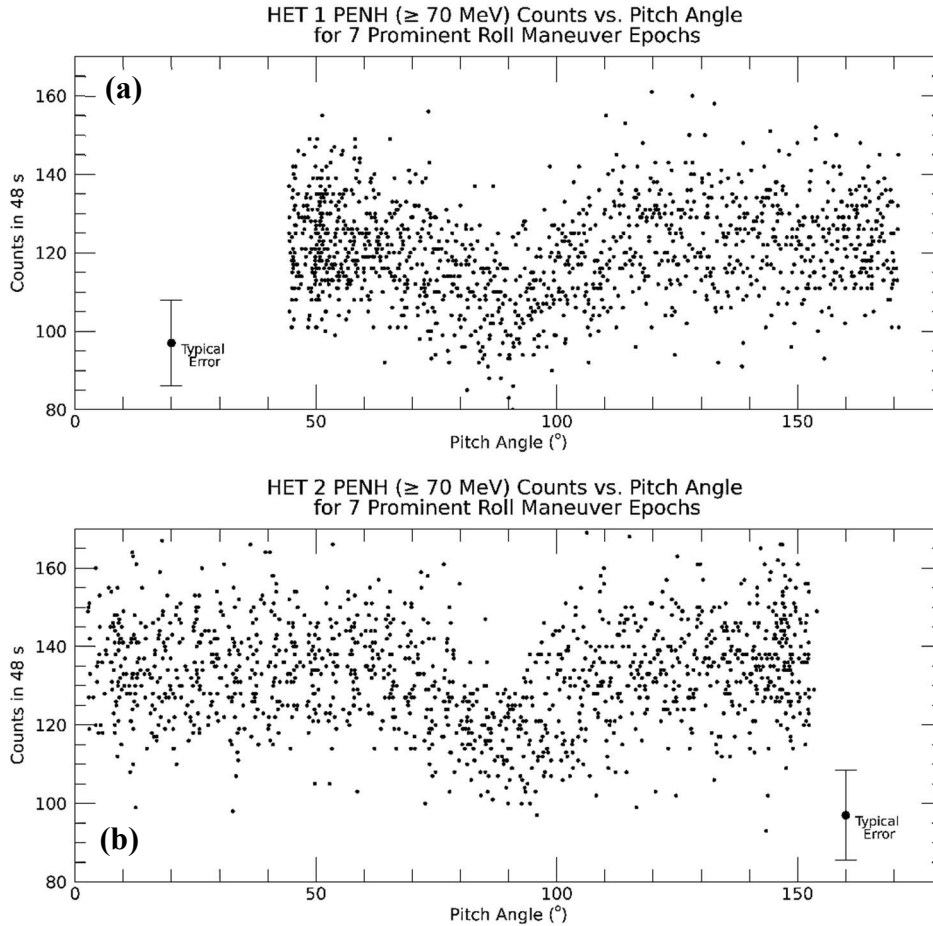 HET 1 PENH (≥ 70 MeV) Counts vs. Pitch Angle
for 7 Prominent Roll Maneuver Epochs
(a)
160
140
120
100
80
Counts in 48 s
Typical
Error
0 50 100 150
Pitch Angle (°)
HET 2 PENH (≥ 70 MeV) Counts vs. Pitch Angle
for 7 Prominent Roll Maneuver Epochs
160
140
120
100
80
Counts in 48 s
(b)
Typical
Error
0 50 100 150
Pitch Angle (°)